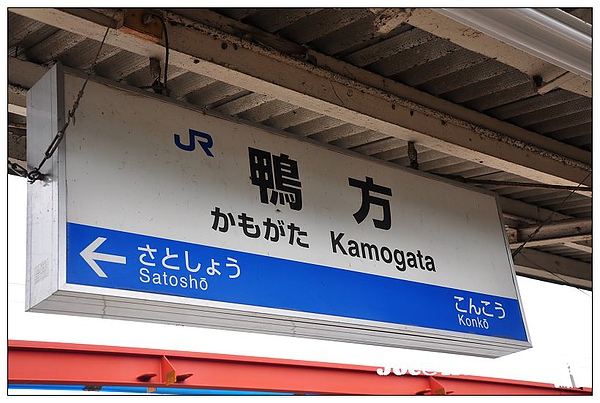 JR
鴨方
かもがた Kamogata
さとしょう
Satoshō
こんこう
Konkō